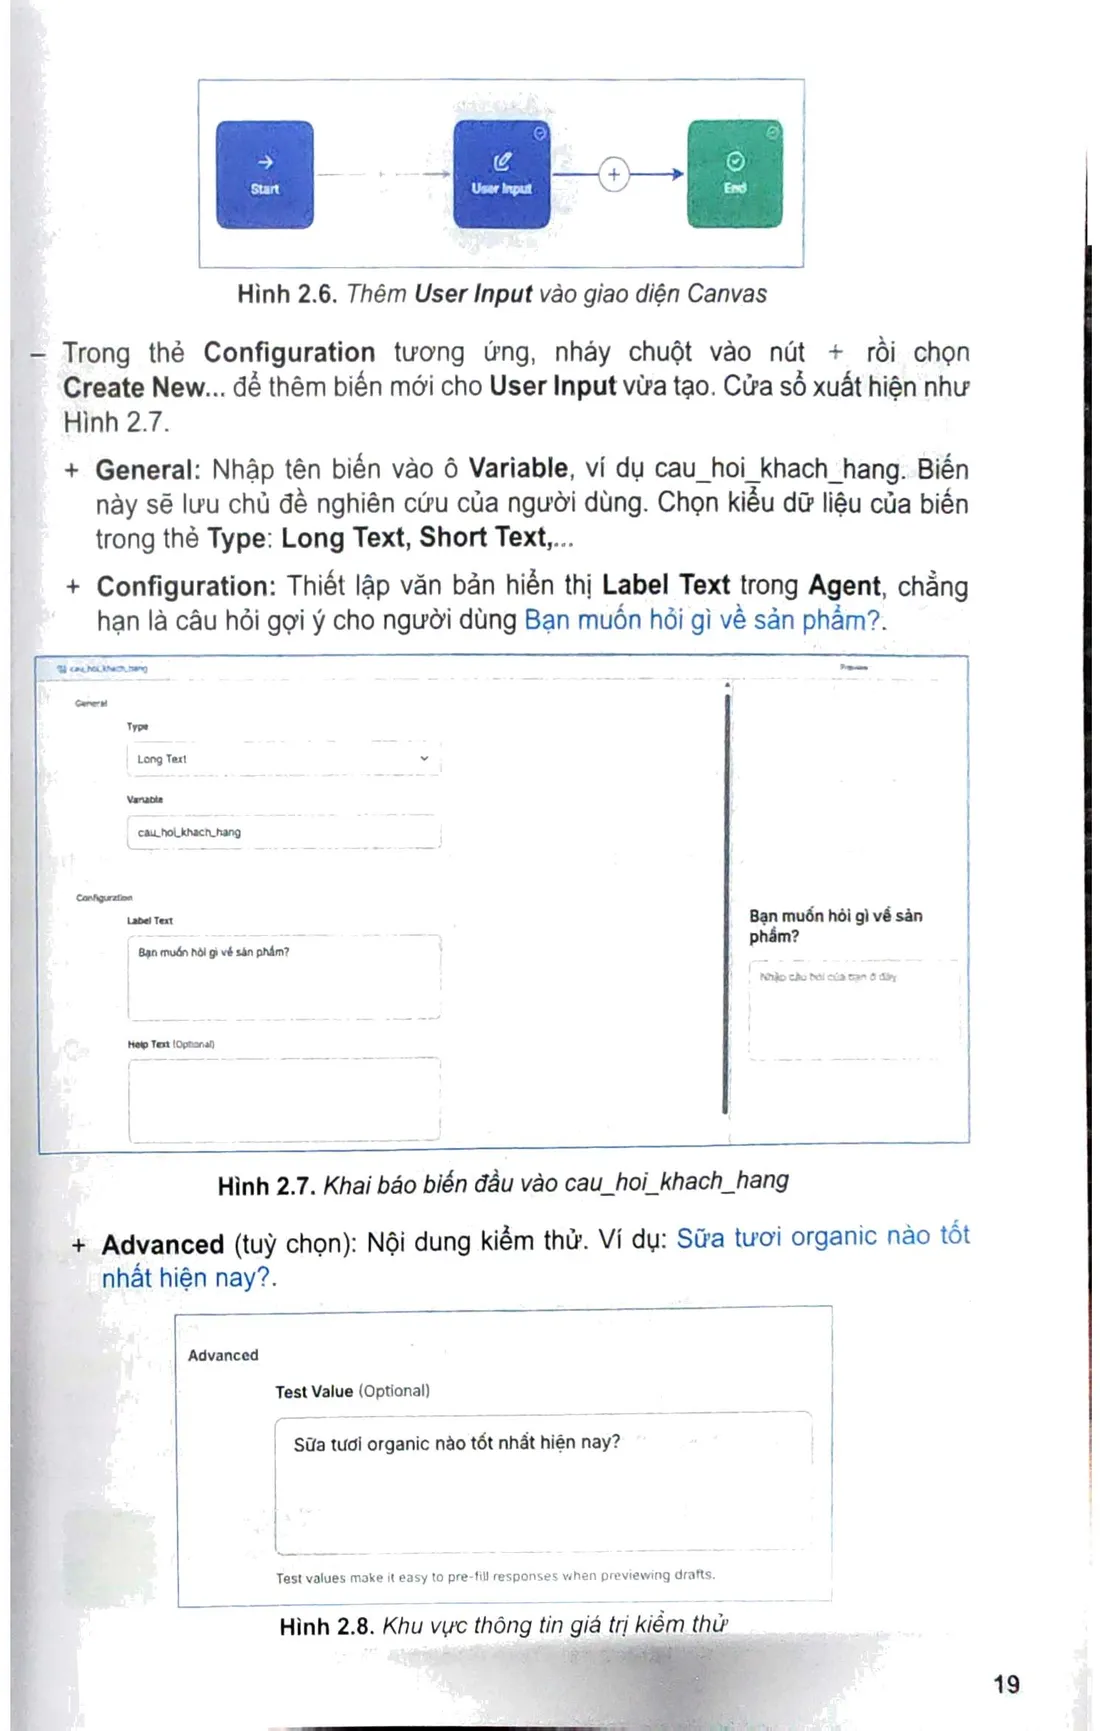 Start
User Input
End
Hình 2.6. Thêm User Input vào giao diện Canvas
– Trong thẻ Configuration tương ứng, nháy chuột vào nút + rồi chọn
Create New... để thêm biến mới cho User Input vừa tạo. Cửa sổ xuất hiện như
Hình 2.7.
+ General: Nhập tên biến vào ô Variable, ví dụ cau_hoi_khach_hang. Biến
này sẽ lưu chủ đề nghiên cứu của người dùng. Chọn kiểu dữ liệu của biến
trong thẻ Type: Long Text, Short Text,...
+ Configuration: Thiết lập văn bản hiển thị Label Text trong Agent, chẳng
hạn là câu hỏi gợi ý cho người dùng Bạn muốn hỏi gì về sản phẩm?.
cau_hoi_khach_hang
Preview
General
Type
Long Text
Variable
cau_hoi_khach_hang
Configuration
Label Text
Bạn muốn hỏi gì về sản phẩm?
Help Text (Optional)
Bạn muốn hỏi gì về sản
phẩm?
Nhập câu hỏi của bạn ở đây
Hình 2.7. Khai báo biến đầu vào cau_hoi_khach_hang
+ Advanced (tuỳ chọn): Nội dung kiểm thử. Ví dụ: Sữa tươi organic nào tốt
nhất hiện nay?.
Advanced
Test Value (Optional)
Sữa tươi organic nào tốt nhất hiện nay?
Test values make it easy to pre-fill responses when previewing drafts.
Hình 2.8. Khu vực thông tin giá trị kiểm thử
19